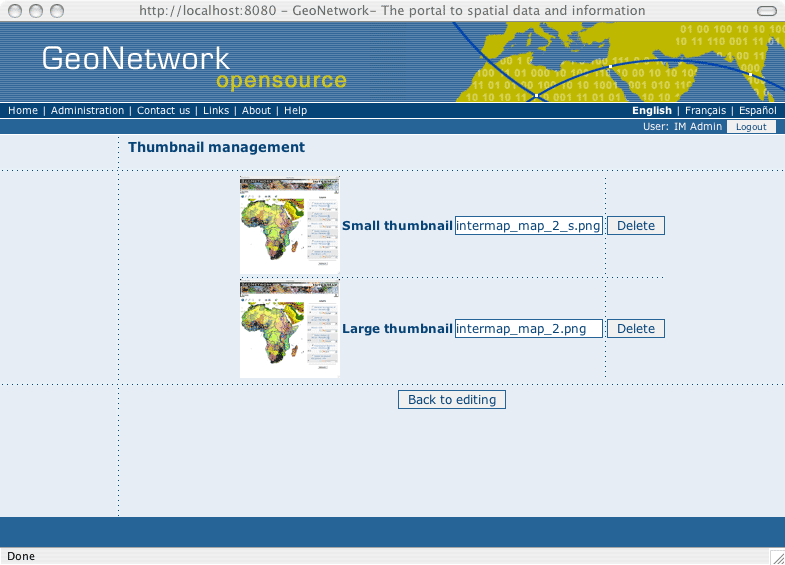 http://localhost:8080 - GeoNetwork- The portal to spatial data and information
GeoNetwork
opensource
Home | Administration | Contact us | Links | About | Help
English | Français | Español
User: IM Admin Logout
Thumbnail management
Small thumbnail intermap_map_2_s.png Delete
Large thumbnail intermap_map_2.png Delete
Back to editing
Done